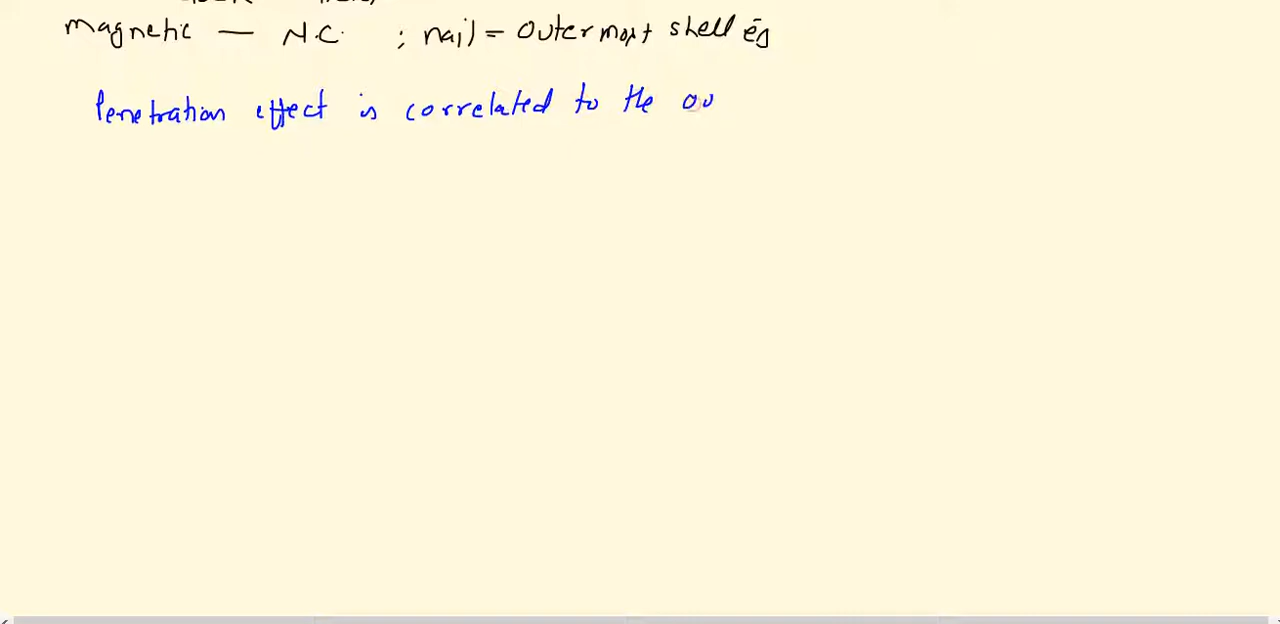 magnetic — N.C. ; nail = outermost shell
Penetration effect is correlated to the ou